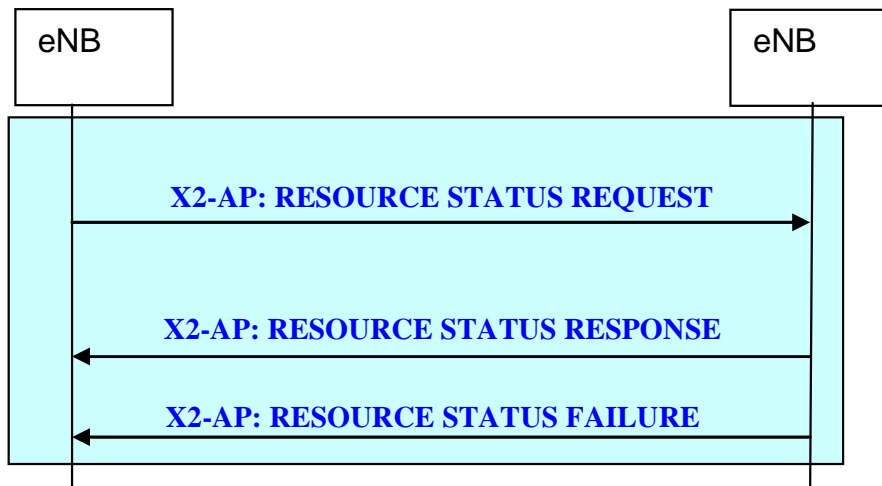 eNB
eNB
X2-AP: RESOURCE STATUS REQUEST
X2-AP: RESOURCE STATUS RESPONSE
X2-AP: RESOURCE STATUS FAILURE